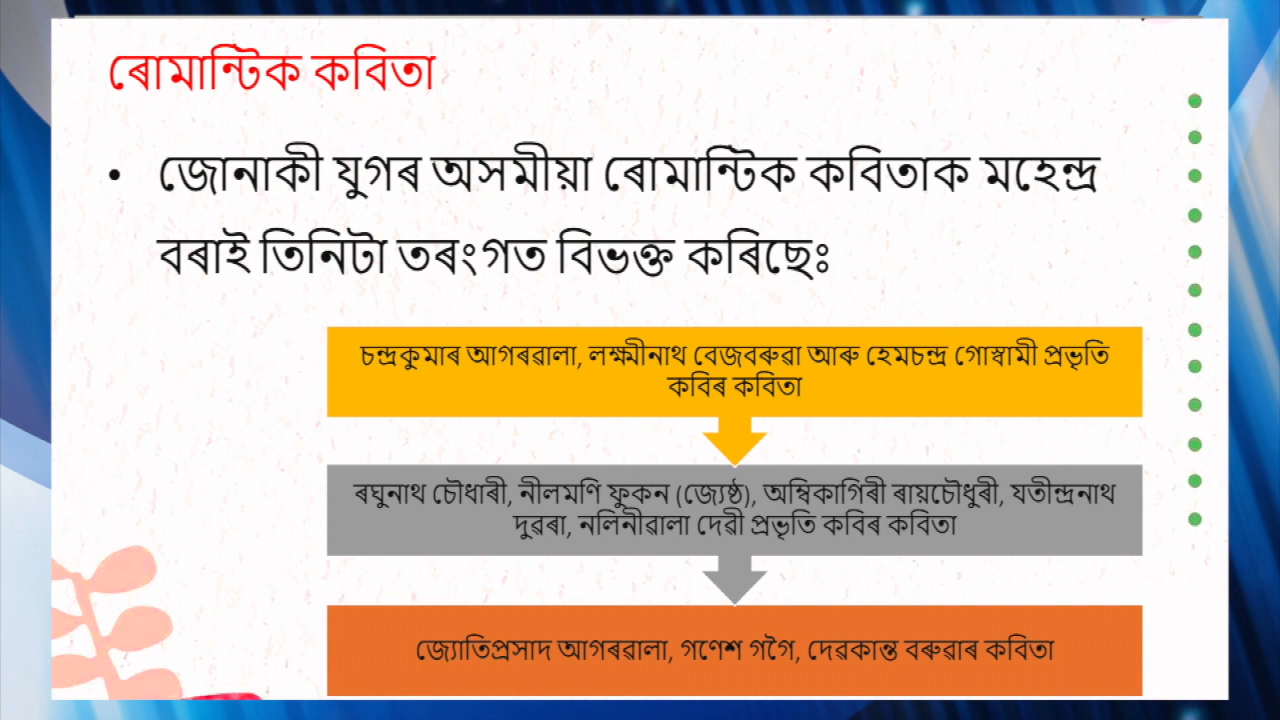 ৰোমান্টিক কবিতা
• জোনাকী যুগৰ অসমীয়া ৰোমান্টিক কবিতাক মহেন্দ্ৰ
বৰাই তিনিটা তৰংগত বিভক্ত কৰিছেঃ
চন্দ্ৰকুমাৰ আগৰৱালা, লক্ষ্মীনাথ বেজবৰুৱা আৰু হেমচন্দ্ৰ গোস্বামী প্ৰভৃতি
কবিৰ কবিতা
ৰঘুনাথ চৌধাৰী, নীলমণি ফুকন (জ্যেষ্ঠ), অম্বিকাগিৰী ৰায়চৌধুৰী, যতীন্দ্ৰনাথ
দুৱৰা, নলিনীৱালা দেৱী প্ৰভৃতি কবিৰ কবিতা
জ্যোতিপ্ৰসাদ আগৰৱালা, গণেশ গগৈ, দেৱকান্ত বৰুৱাৰ কবিতা